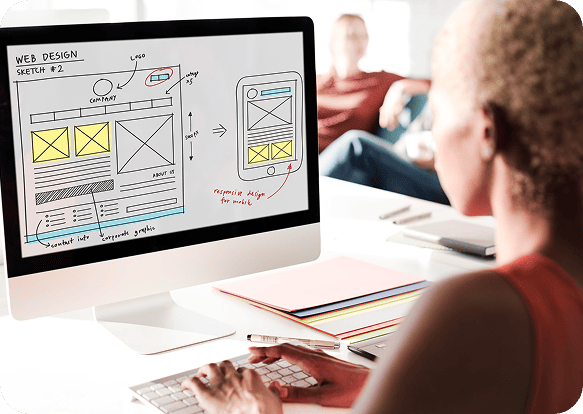 WEB DESIGN
SKETCH #2
LOGO
COMPANY
ABOUT US
contact info
corporate graphic
responsive design
for mobile